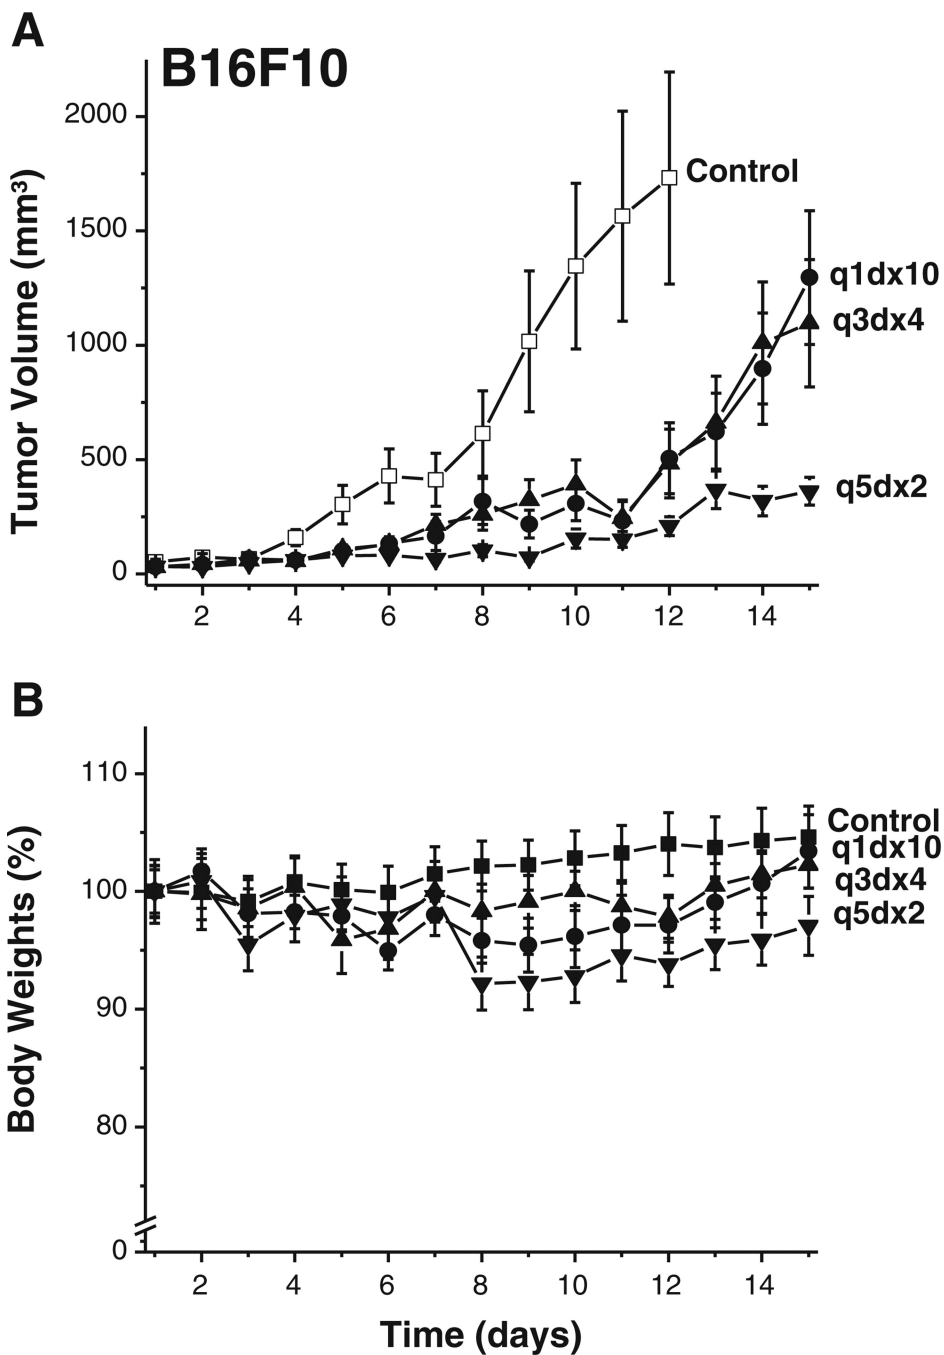 A
B16F10
Tumor Volume (mm³)
2000
1500
1000
500
0
Control
q1dx10
q3dx4
q5dx2
2 4 6 8 10 12 14
B
Body Weights (%)
110
100
90
80
0
Control
q1dx10
q3dx4
q5dx2
2 4 6 8 10 12 14
Time (days)